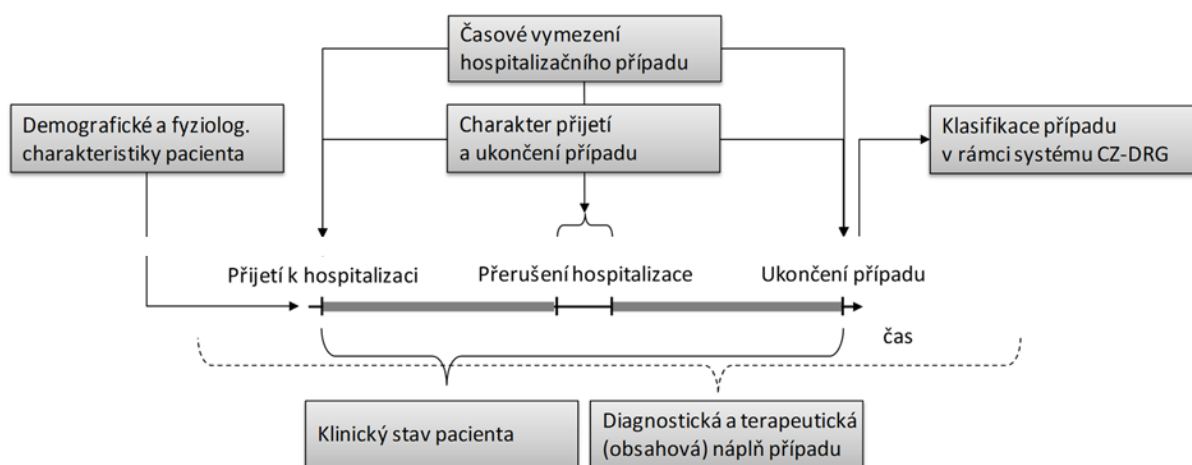 Časové vymezení
hospitalizačního případu
Demografické a fyziolog.
charakteristiky pacienta
Charakter přijetí
a ukončení případu
Klasifikace případu
v rámci systému CZ-DRG
Přijetí k hospitalizaci
Přerušení hospitalizace
Ukončení případu
čas
Klinický stav pacienta
Diagnostická a terapeutická
(obsahová) náplň případu